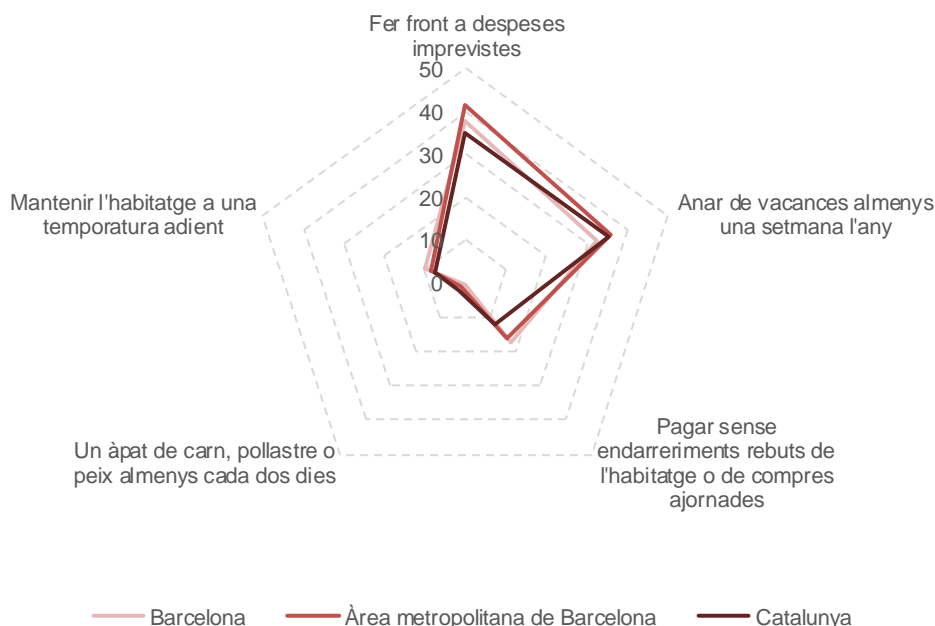 Fer front a despeses
imprevistes
50
40
30
20
10
0
Mantenir l'habitatge a una
temperatura adient
Anar de vacances almenys
una setmana l'any
Un àpat de carn, pollastre o
peix almenys cada dos dies
Pagar sense
endarreriments rebuts de
l'habitatge o de compres
ajornades
Barcelona
Àrea metropolitana de Barcelona
Catalunya